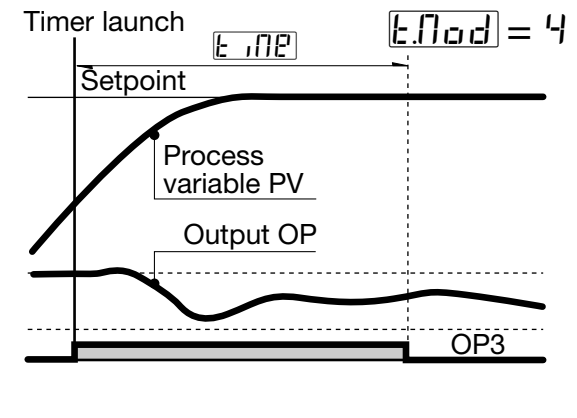 Timer launch
t.Mod = 4
time
Setpoint
Process
variable PV
Output OP
OP3